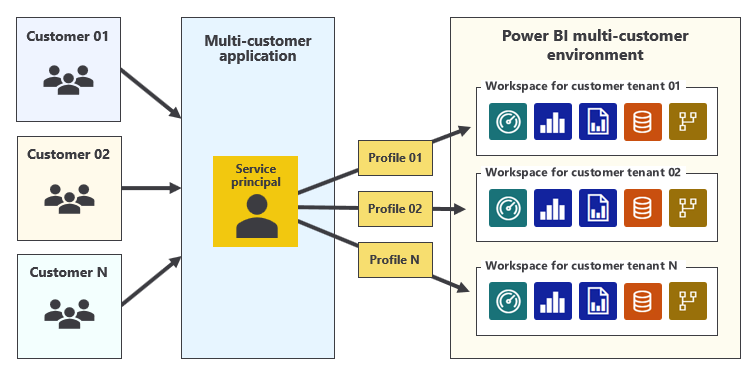 Customer 01
Customer 02
Customer N
Multi-customer
application
Service
principal
Profile 01
Profile 02
Profile N
Power BI multi-customer
environment
Workspace for customer tenant 01
Workspace for customer tenant 02
Workspace for customer tenant N